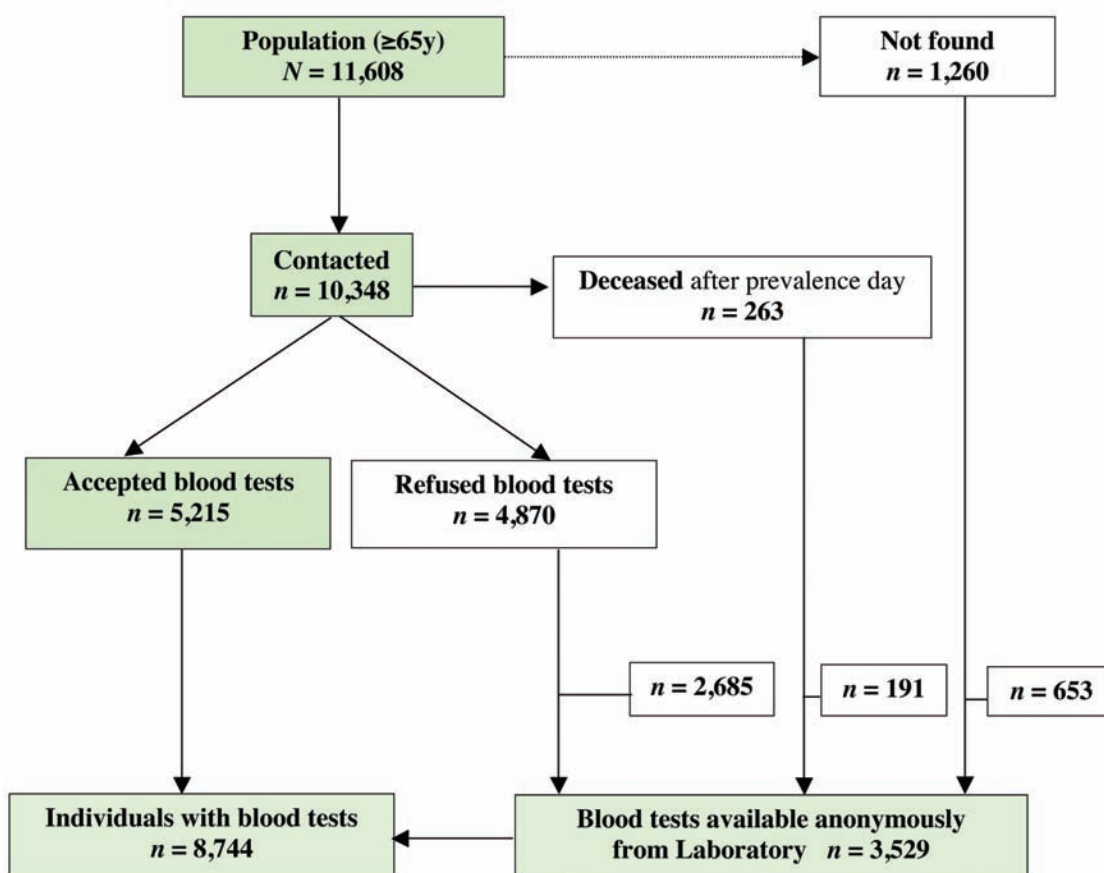 Population (≥65y)
N = 11,608
Not found
n = 1,260
Contacted
n = 10,348
Deceased after prevalence day
n = 263
Accepted blood tests
n = 5,215
Refused blood tests
n = 4,870
n = 2,685
n = 191
n = 653
Individuals with blood tests
n = 8,744
Blood tests available anonymously
from Laboratory n = 3,529